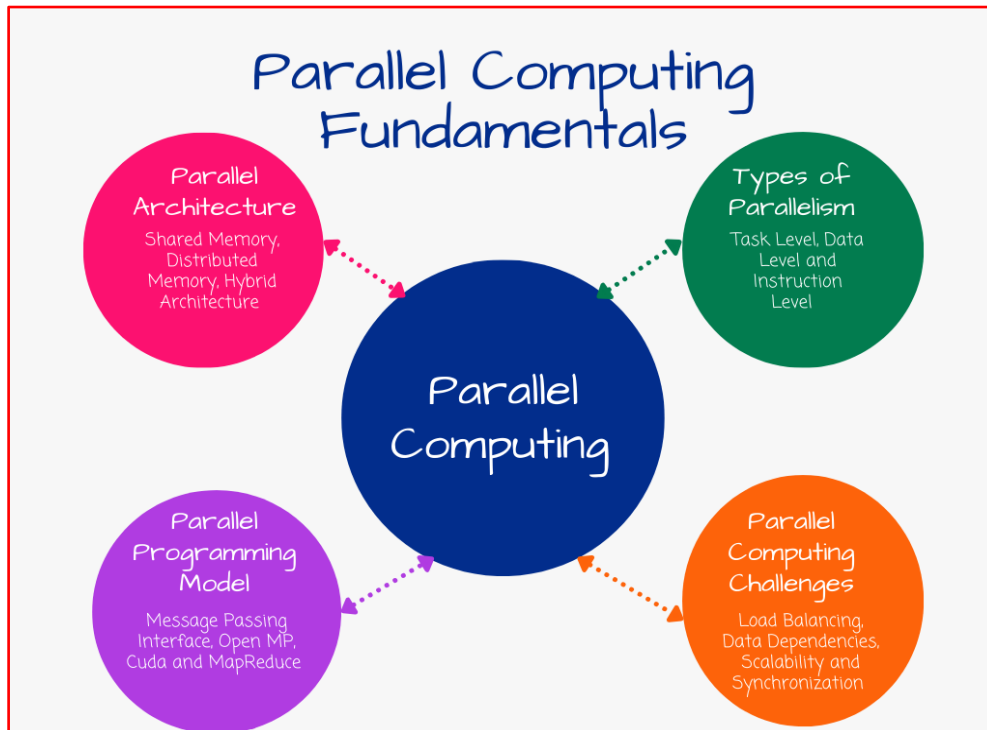 Parallel Computing
Fundamentals
Parallel
Architecture
Shared Memory,
Distributed
Memory, Hybrid
Architecture
Types of
Parallelism
Task Level, Data
Level and
Instruction
Level
Parallel
Computing
Parallel
Programming
Model
Message Passing
Interface, Open MP,
Cuda and MapReduce
Parallel
Computing
Challenges
Load Balancing,
Data Dependencies,
Scalability and
Synchronization